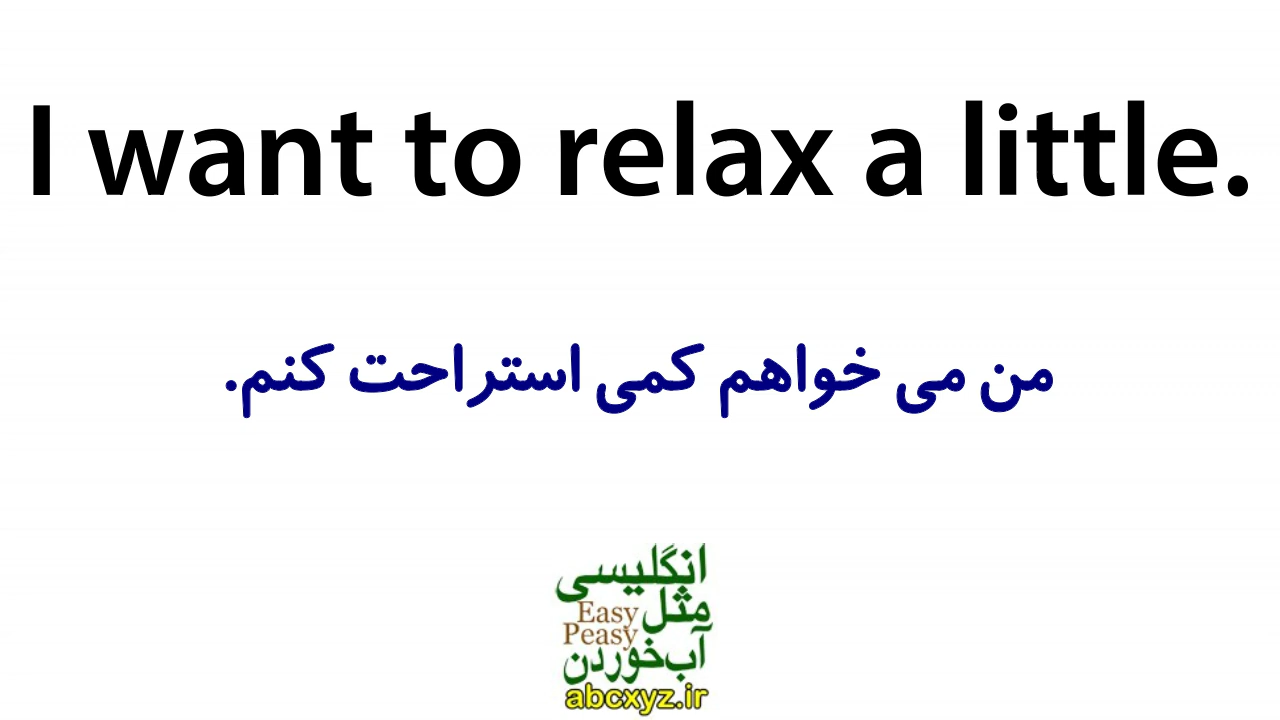 I want to relax a little.
من می خواهم کمی استراحت کنم.
انگلیسی
مثل Easy
Peasy
آب‌خوردن
abcxyz.ir